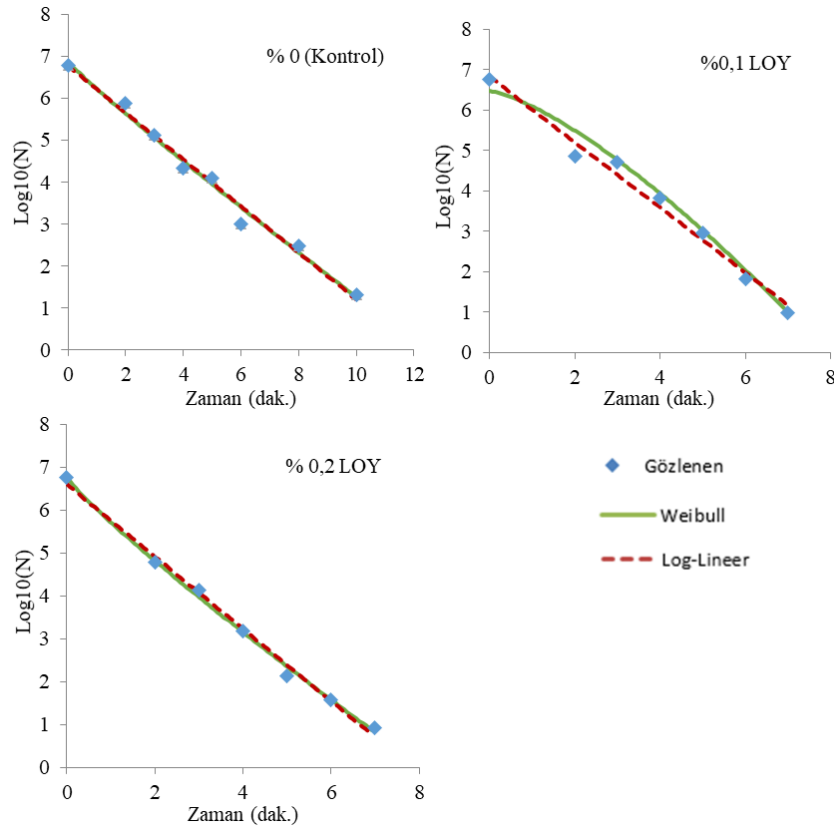 % 0 (Kontrol)
Log10(N)
8
7
6
5
4
3
2
1
0
0 2 4 6 8 10 12
Zaman (dak.)
%0,1 LOY
Log10(N)
8
7
6
5
4
3
2
1
0
0 2 4 6 8
Zaman (dak.)
% 0,2 LOY
Log10(N)
8
7
6
5
4
3
2
1
0
0 2 4 6 8
Zaman (dak.)
Gözlenen
Weibull
Log-Lineer